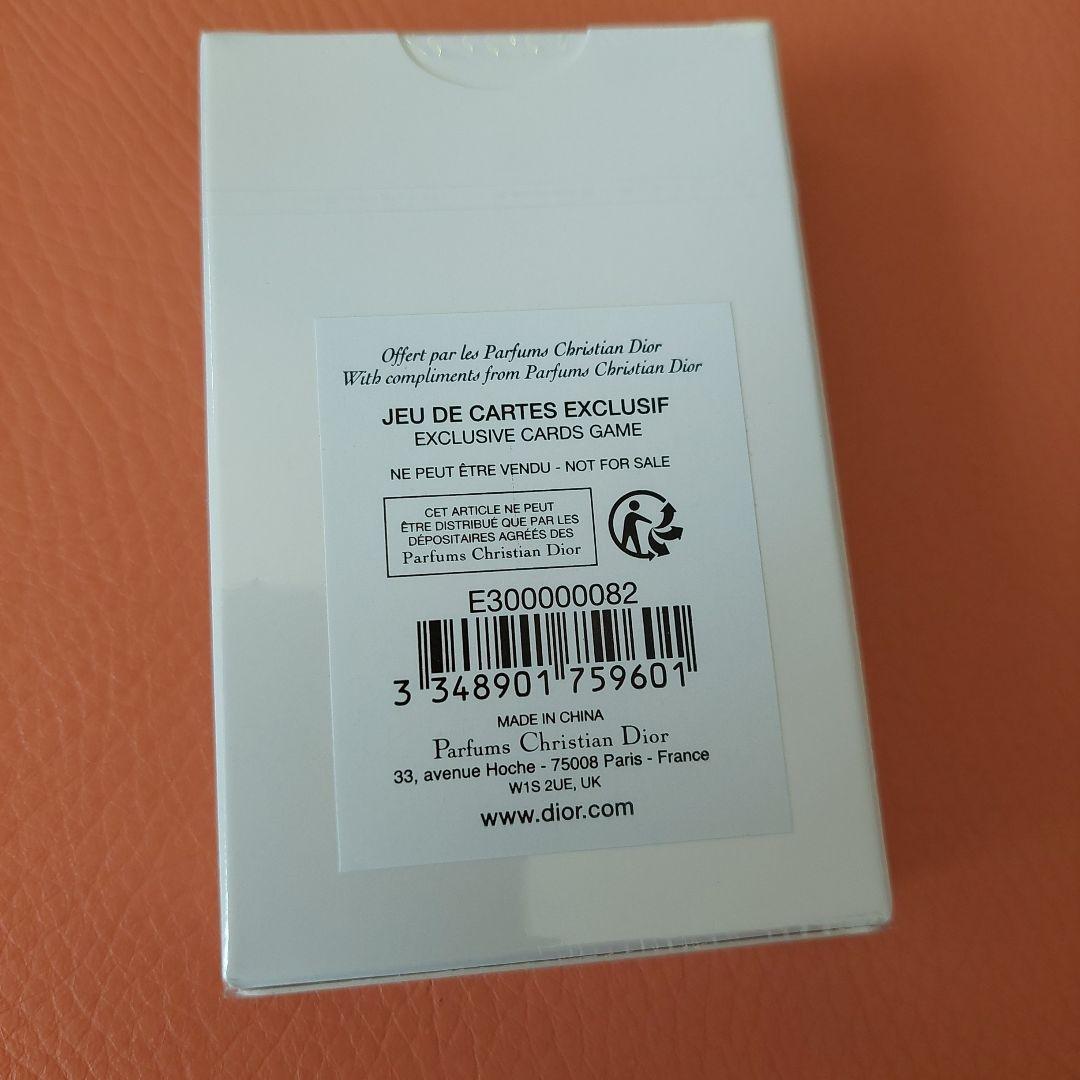 Offert par les Parfums Christian Dior
With compliments from Parfums Christian Dior
JEU DE CARTES EXCLUSIF
EXCLUSIVE CARDS GAME
NE PEUT ÊTRE VENDU - NOT FOR SALE
CET ARTICLE NE PEUT
ÊTRE DISTRIBUÉ QUE PAR LES
DÉPOSITAIRES AGRÉÉS DES
Parfums Christian Dior
E300000082
3 348901 759601
MADE IN CHINA
Parfums Christian Dior
33, avenue Hoche - 75008 Paris - France
W1S 2UE, UK
www.dior.com